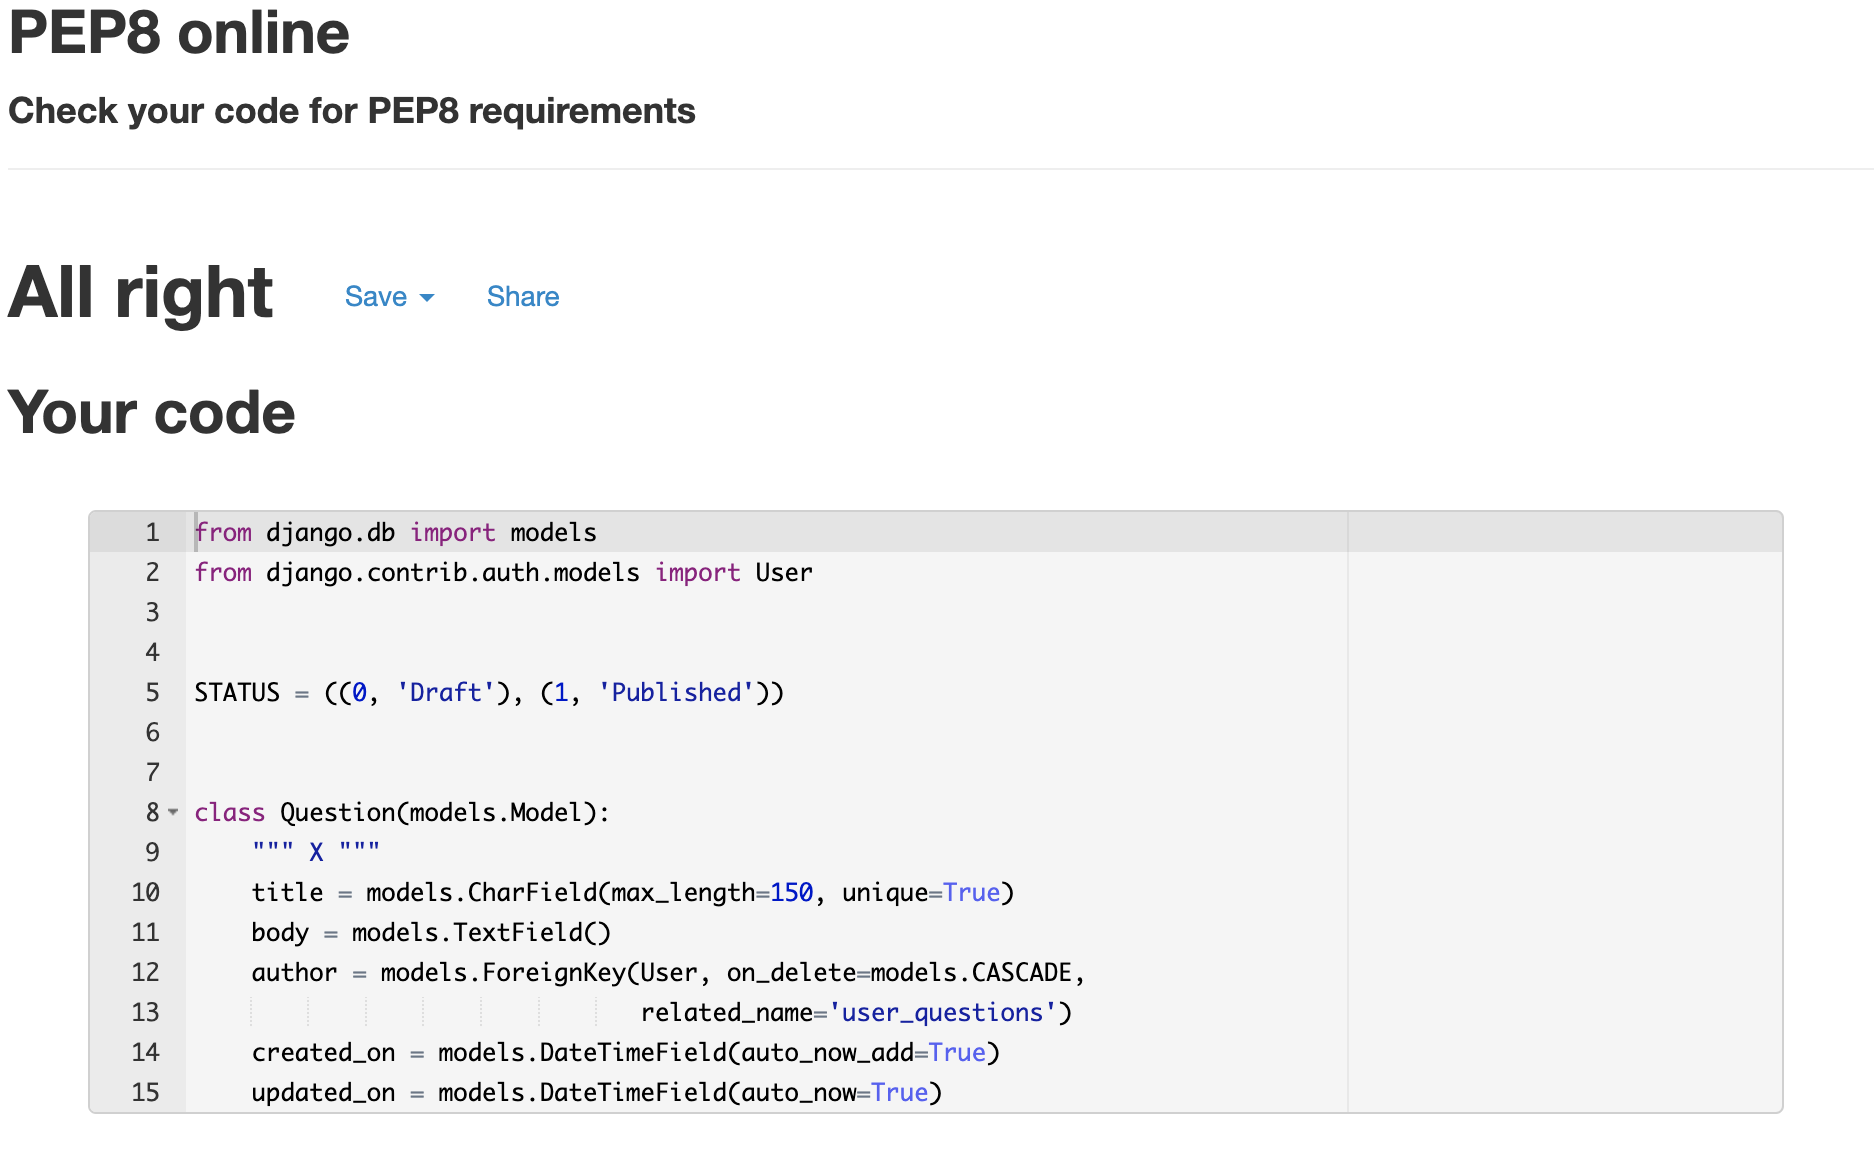 PEP8 online
Check your code for PEP8 requirements
All right Save Share
Your code
1 from django.db import models
2 from django.contrib.auth.models import User
3
4
5 STATUS = ((0, 'Draft'), (1, 'Published'))
6
7
8 class Question(models.Model):
9     """ X """
10     title = models.CharField(max_length=150, unique=True)
11     body = models.TextField()
12     author = models.ForeignKey(User, on_delete=models.CASCADE,
13                                related_name='user_questions')
14     created_on = models.DateTimeField(auto_now_add=True)
15     updated_on = models.DateTimeField(auto_now=True)